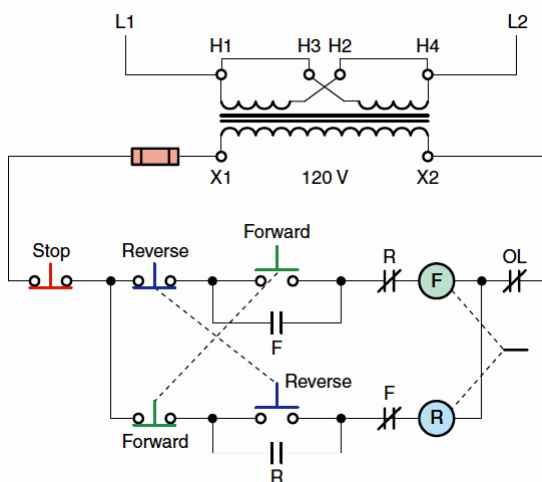 L1
L2
H1
H3
H2
H4
X1
120 V
X2
Forward
Stop
Reverse
R
OL
F
F
Reverse
F
Forward
R
R